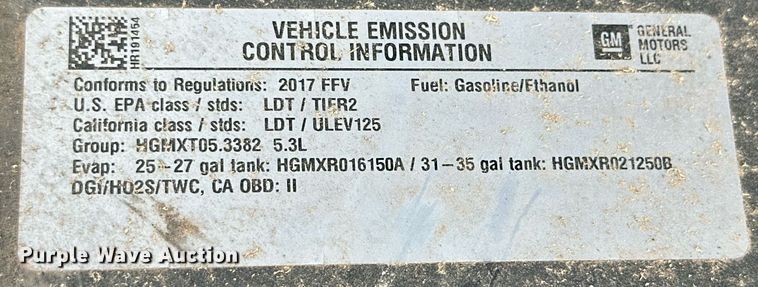 HR191454
VEHICLE EMISSION
CONTROL INFORMATION
GM
GENERAL
MOTORS
LLC
Conforms to Regulations: 2017 FFV Fuel: Gasoline/Ethanol
U.S. EPA class / stds: LDT / TIER2
California class / stds: LDT / ULEV125
Group: HGMXT05.3382 5.3L
Evap: 25-27 gal tank: HGMXR016150A / 31-35 gal tank: HGMXR021250B
DGI/HO2S/TWC, CA OBD: II
Purple Wave Auction